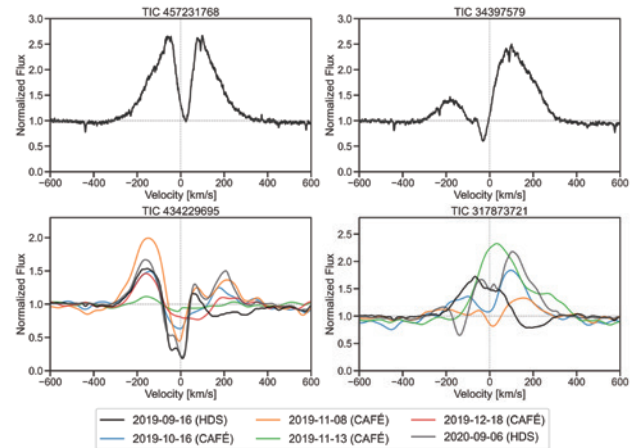 TIC 457231768
TIC 34397579
3.0
2.5
2.0
1.5
1.0
0.5
0.0
Normalized Flux
−600 −400 −200 0 200 400 600
Velocity [km/s]
3.0
2.5
2.0
1.5
1.0
0.5
0.0
Normalized Flux
−600 −400 −200 0 200 400 600
Velocity [km/s]
TIC 434229695
TIC 317873721
2.0
1.5
1.0
0.5
0.0
Normalized Flux
−600 −400 −200 0 200 400 600
Velocity [km/s]
2.5
2.0
1.5
1.0
0.5
0.0
Normalized Flux
−600 −400 −200 0 200 400 600
Velocity [km/s]
2019-09-16 (HDS) 2019-11-08 (CAFÉ) 2019-12-18 (CAFÉ)
2019-10-16 (CAFÉ) 2019-11-13 (CAFÉ) 2020-09-06 (HDS)